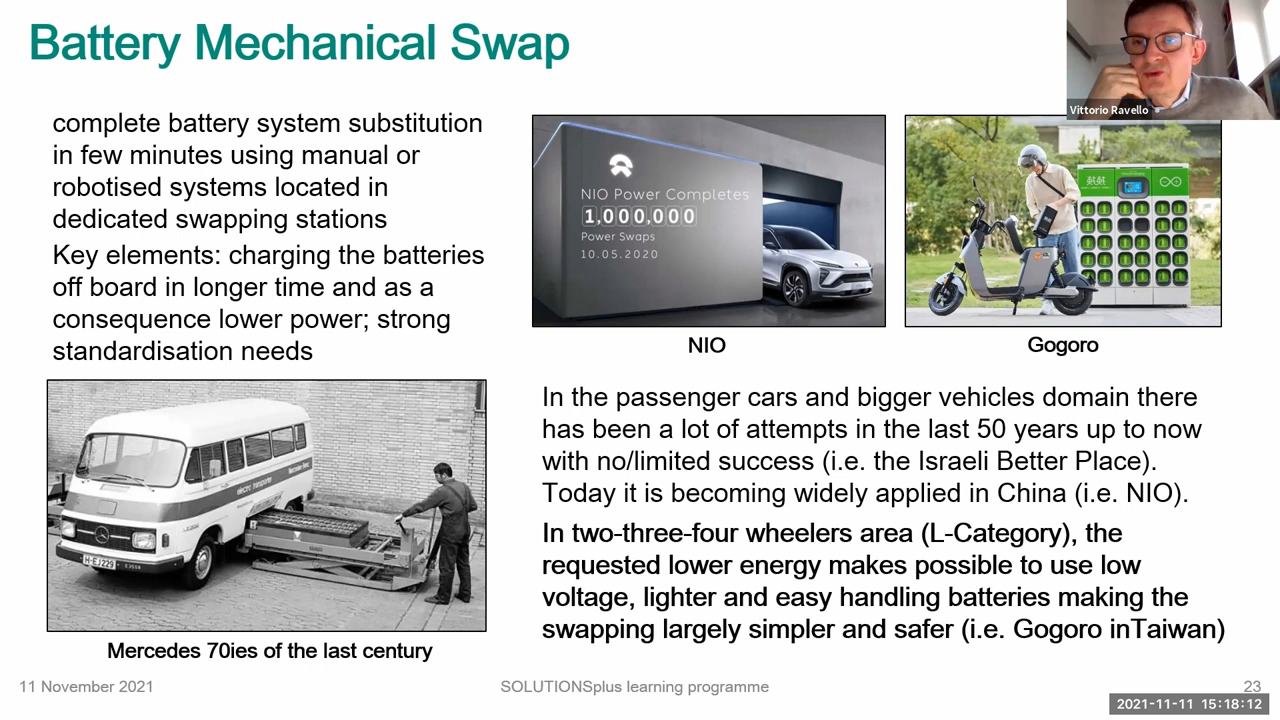 Battery Mechanical Swap
Vittorio Ravello
complete battery system substitution
in few minutes using manual or
robotised systems located in
dedicated swapping stations
Key elements: charging the batteries
off board in longer time and as a
consequence lower power; strong
standardisation needs
NIO Power Completes
1,000,000
Power Swaps
10.05.2020
NIO
Gogoro
electric transporter
H-EJ 229
Mercedes 70ies of the last century
In the passenger cars and bigger vehicles domain there
has been a lot of attempts in the last 50 years up to now
with no/limited success (i.e. the Israeli Better Place).
Today it is becoming widely applied in China (i.e. NIO).
In two-three-four wheelers area (L-Category), the
requested lower energy makes possible to use low
voltage, lighter and easy handling batteries making the
swapping largely simpler and safer (i.e. Gogoro inTaiwan)
11 November 2021
SOLUTIONSplus learning programme
23
2021-11-11 15:18:12